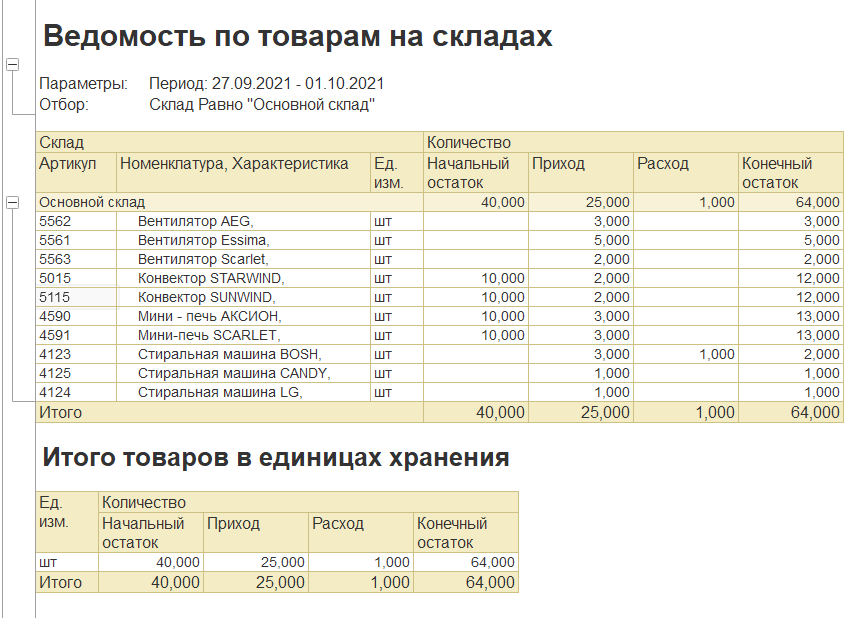 Ведомость по товарам на складах
Параметры: Период: 27.09.2021 - 01.10.2021
Отбор: Склад Равно "Основной склад"
Склад Количество
Артикул Номенклатура, Характеристика Ед. изм. Начальный остаток Приход Расход Конечный остаток
Основной склад 40,000 25,000 1,000 64,000
5562 Вентилятор AEG, шт 3,000 3,000
5561 Вентилятор Essima, шт 5,000 5,000
5563 Вентилятор Scarlet, шт 2,000 2,000
5015 Конвектор STARWIND, шт 10,000 2,000 12,000
5115 Конвектор SUNWIND, шт 10,000 2,000 12,000
4590 Мини - печь АКСИОН, шт 10,000 3,000 13,000
4591 Мини-печь SCARLET, шт 10,000 3,000 13,000
4123 Стиральная машина BOSH, шт 3,000 1,000 2,000
4125 Стиральная машина CANDY, шт 1,000 1,000
4124 Стиральная машина LG, шт 1,000 1,000
Итого 40,000 25,000 1,000 64,000
Итого товаров в единицах хранения
Ед. изм. Количество
Начальный остаток Приход Расход Конечный остаток
шт 40,000 25,000 1,000 64,000
Итого 40,000 25,000 1,000 64,000